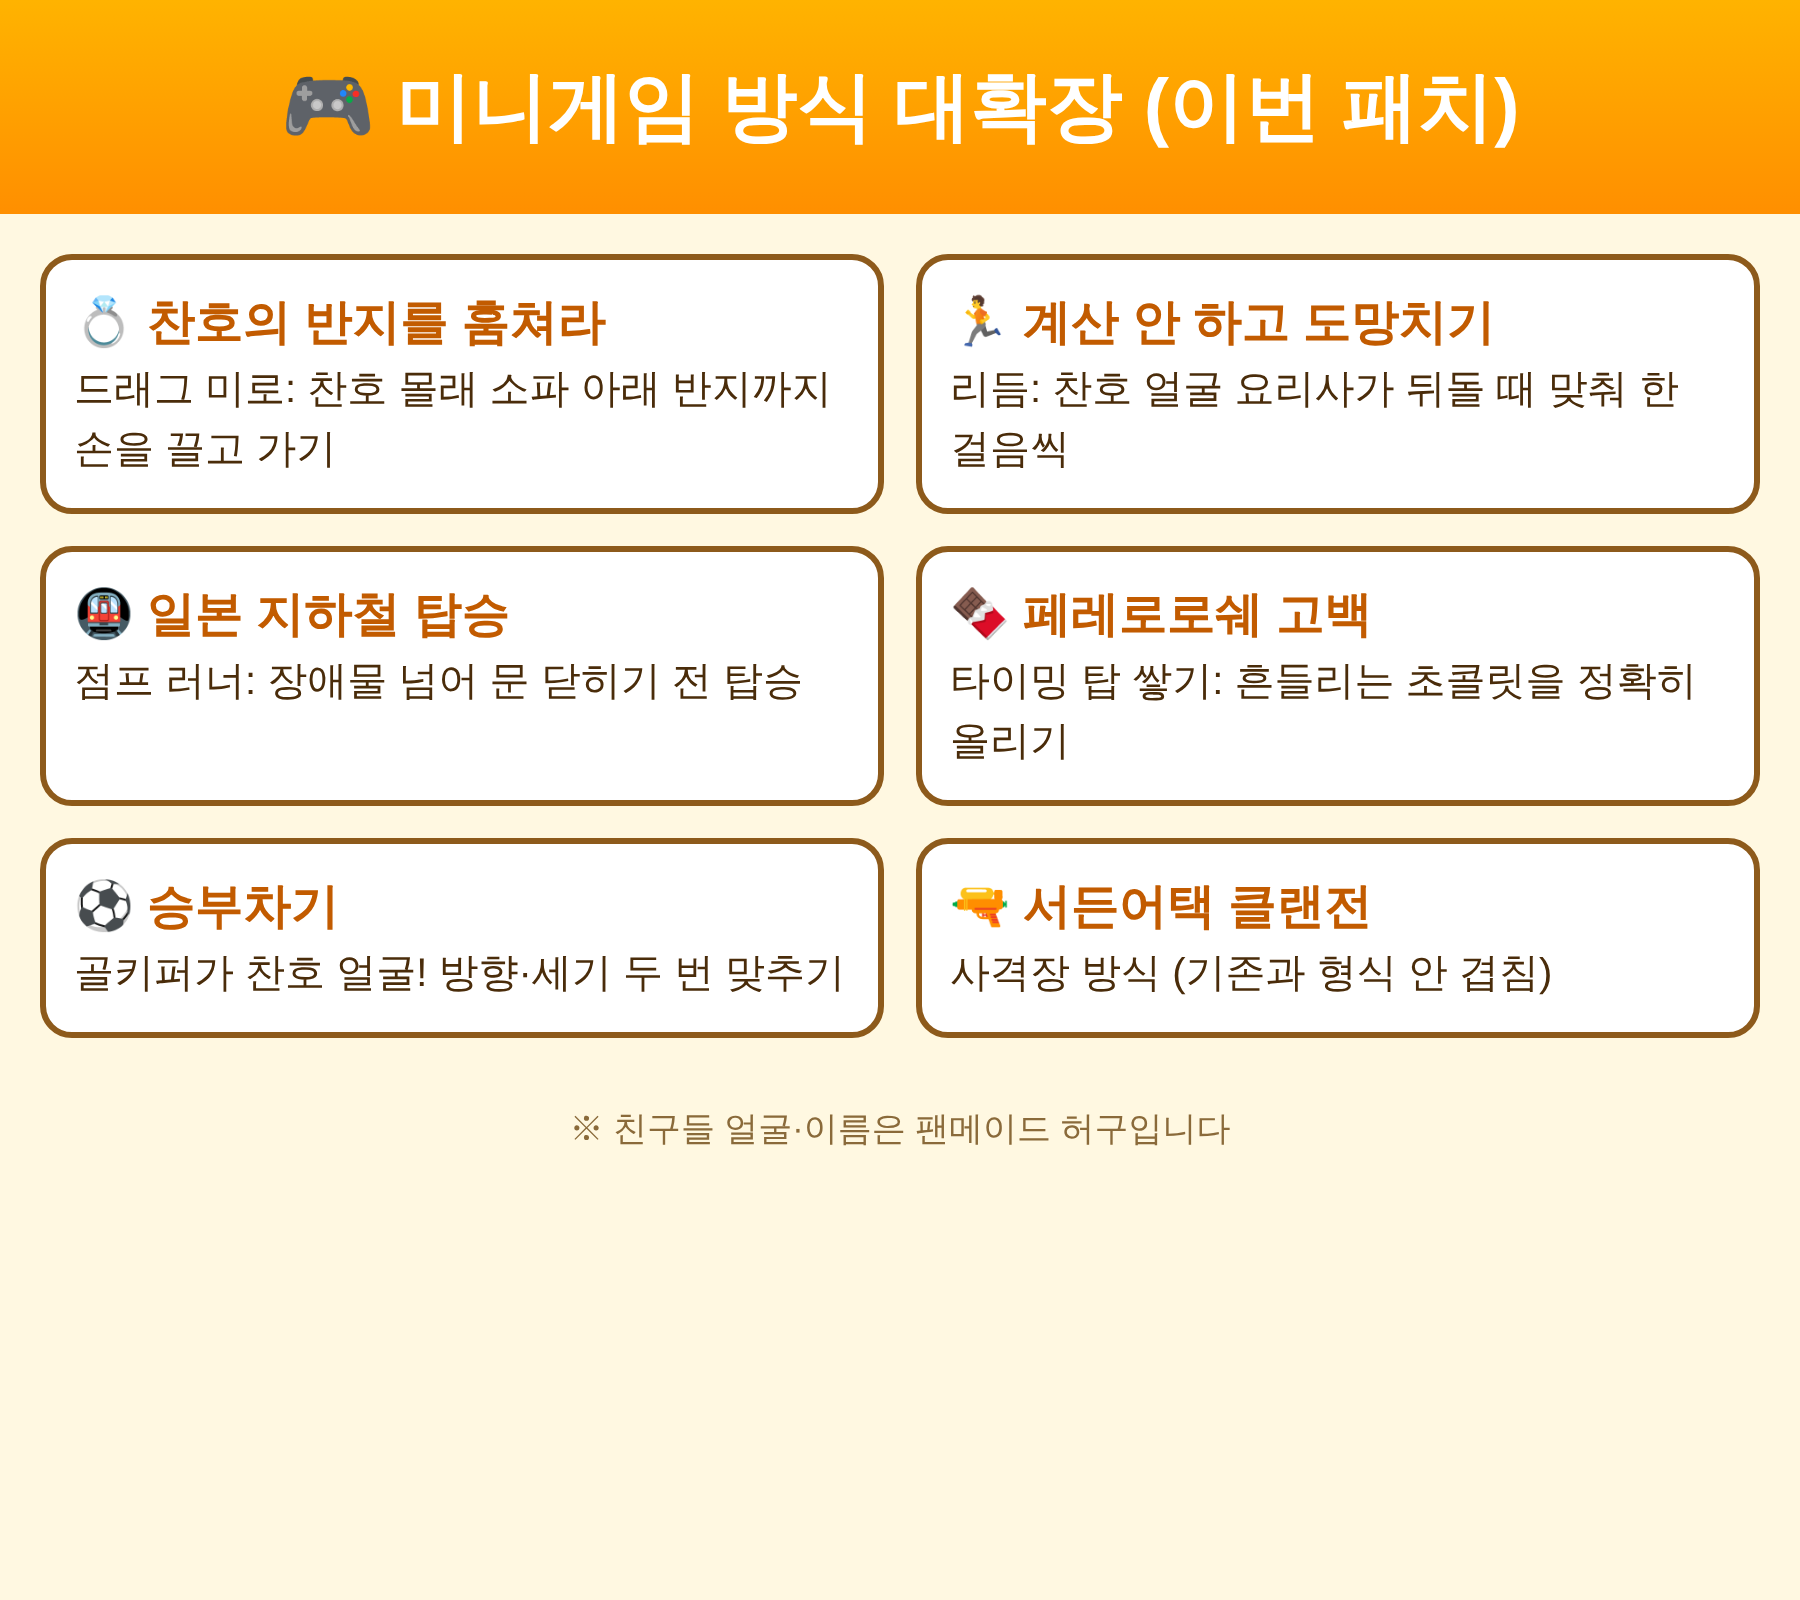 미니게임 방식 대확장 (이번 패치)
찬호의 반지를 훔쳐라
드래그 미로: 찬호 몰래 소파 아래 반지까지
손을 끌고 가기
계산 안 하고 도망치기
리듬: 찬호 얼굴 요리사가 뒤돌 때 맞춰 한
걸음씩
일본 지하철 탑승
점프 러너: 장애물 넘어 문 닫히기 전 탑승
페레로로쉐 고백
타이밍 탑 쌓기: 흔들리는 초콜릿을 정확히
올리기
승부차기
골키퍼가 찬호 얼굴! 방향·세기 두 번 맞추기
서든어택 클랜전
사격장 방식 (기존과 형식 안 겹침)
※ 친구들 얼굴·이름은 팬메이드 허구입니다